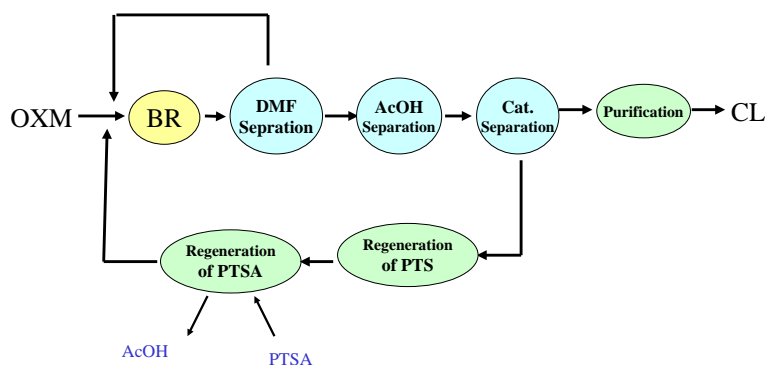 OXM
BR
DMF
Sepration
AcOH
Separation
Cat.
Separation
Purification
CL
Regeneration
of PTSA
Regeneration
of PTS
AcOH
PTSA